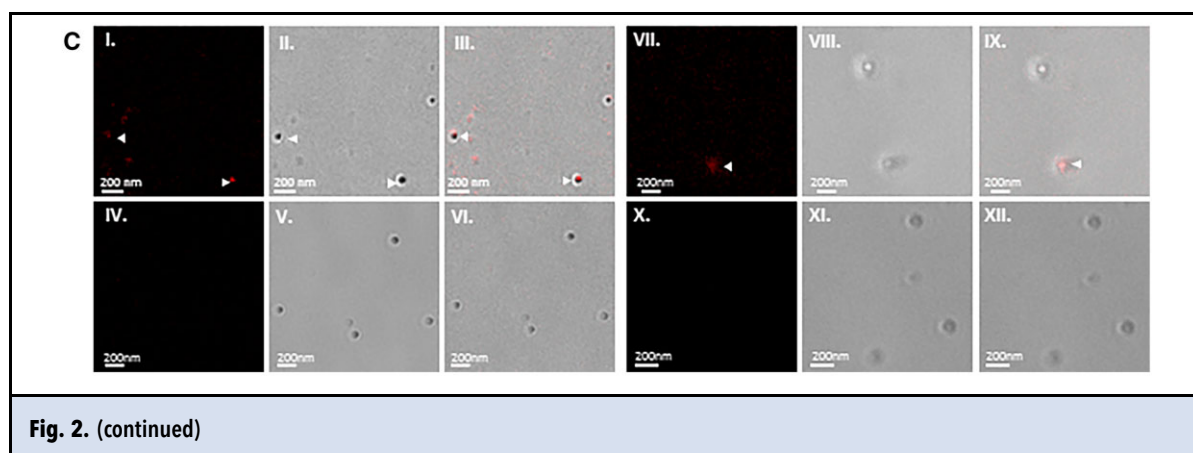 C I. II. III. VII. VIII. IX.
200 nm 200 nm 200 nm 200nm 200nm 200nm
IV. V. VI. X. XI. XII.
200nm 200nm 200nm 200nm 200nm 200nm
Fig. 2. (continued)